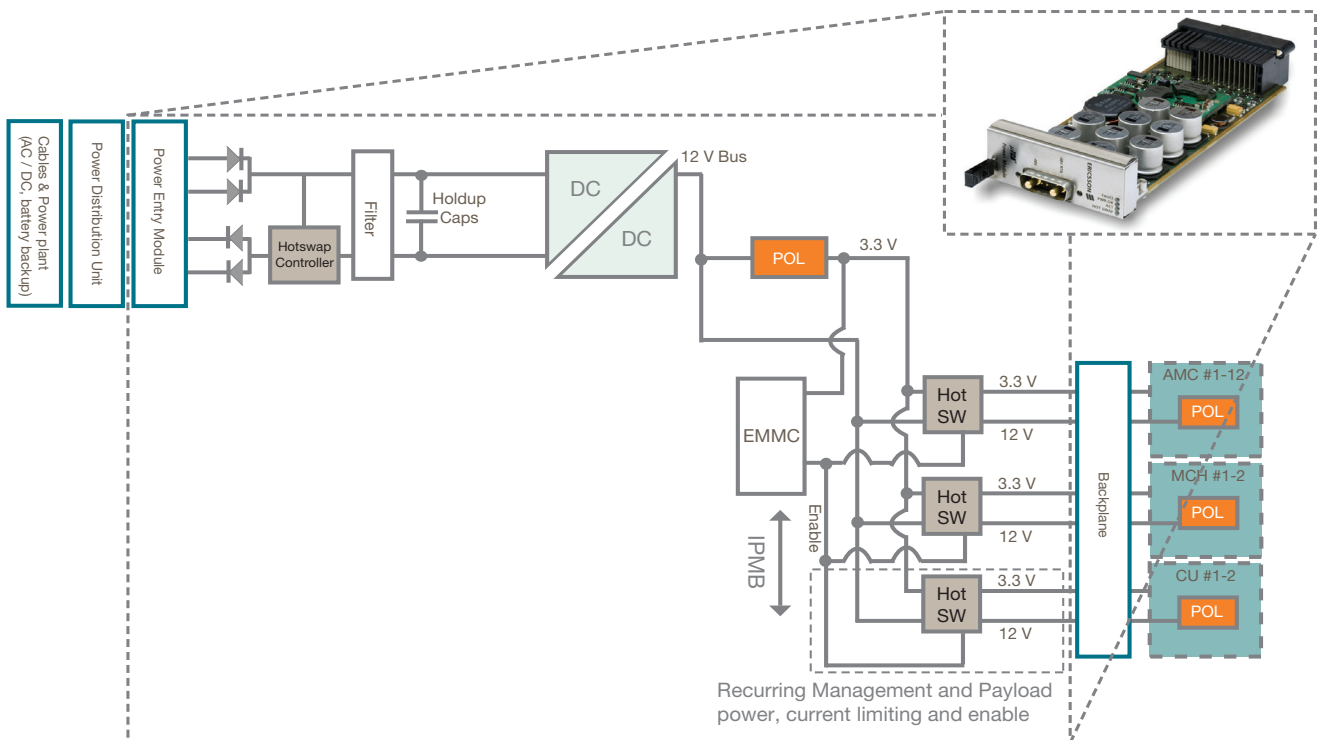 Cables & Power plant
(AC / DC, battery backup)
Power Distribution Unit
Power Entry Module
Hotswap
Controller
Filter
Holdup
Caps
DC
DC
12 V Bus
POL
3.3 V
ERICSSON
EMMC
Enable
IPMB
Hot
SW
3.3 V
12 V
Hot
SW
3.3 V
12 V
Hot
SW
3.3 V
12 V
Backplane
AMC #1-12
POL
MCH #1-2
POL
CU #1-2
POL
Recurring Management and Payload
power, current limiting and enable